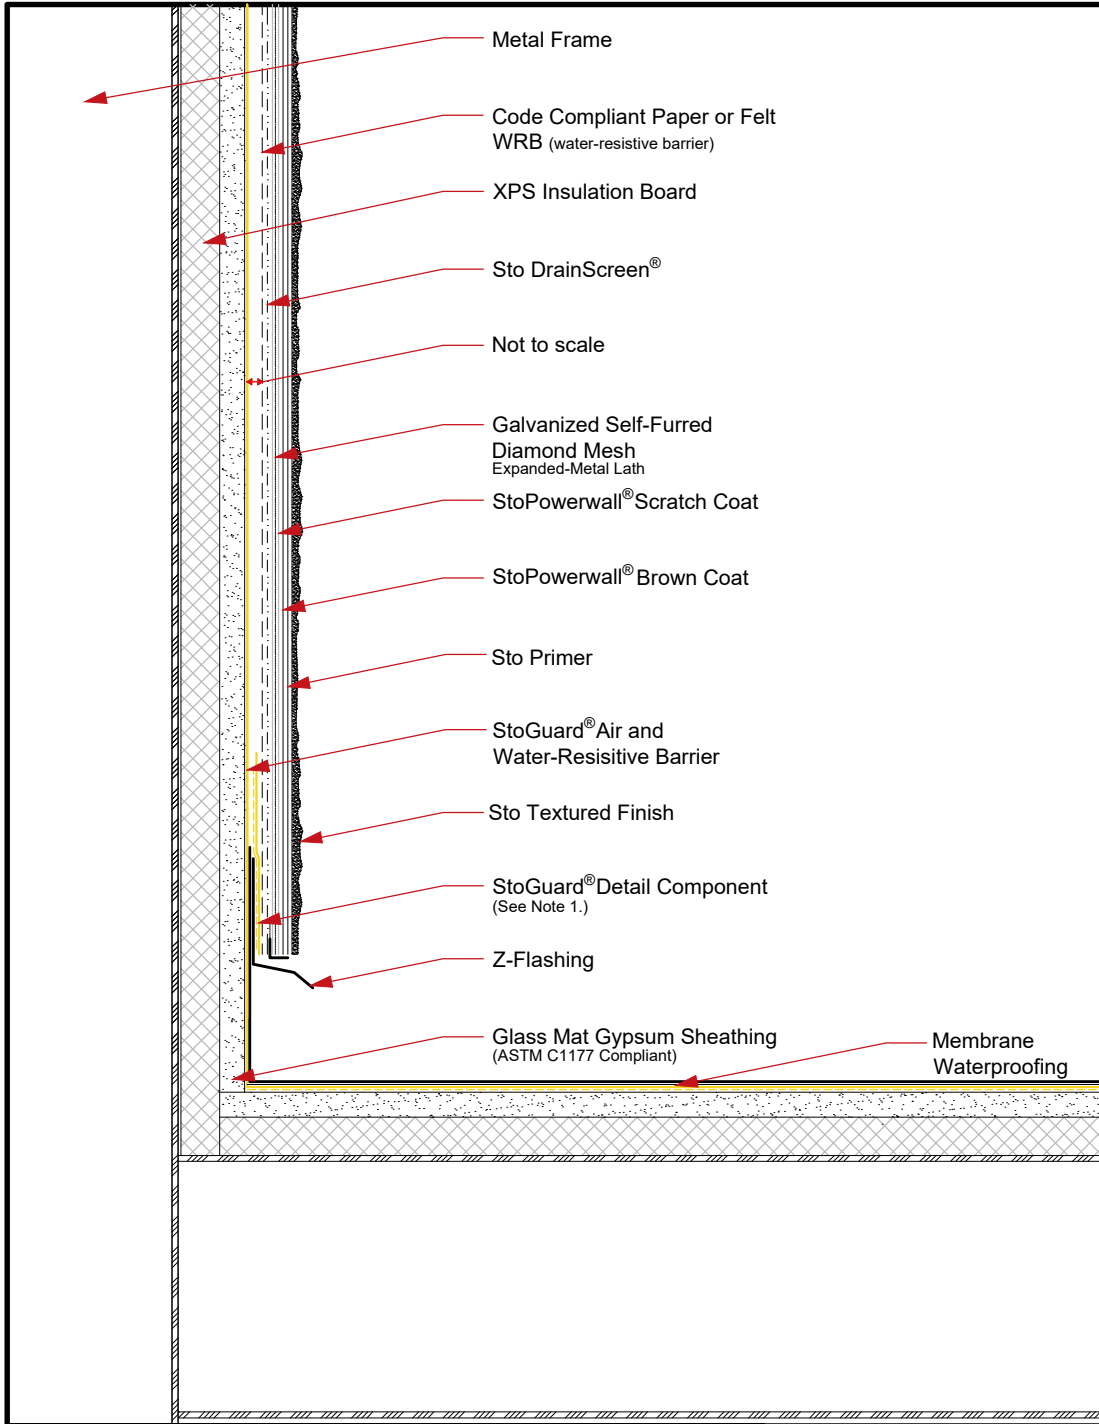 Metal Frame
Code Compliant Paper or Felt
WRB (water-resistive barrier)
XPS Insulation Board
Sto DrainScreen®
Not to scale
Galvanized Self-Furred
Diamond Mesh
Expanded-Metal Lath
StoPowerwall® Scratch Coat
StoPowerwall® Brown Coat
Sto Primer
StoGuard® Air and
Water-Resisitive Barrier
Sto Textured Finish
StoGuard® Detail Component
(See Note 1.)
Z-Flashing
Glass Mat Gypsum Sheathing
(ASTM C1177 Compliant)
Membrane
Waterproofing